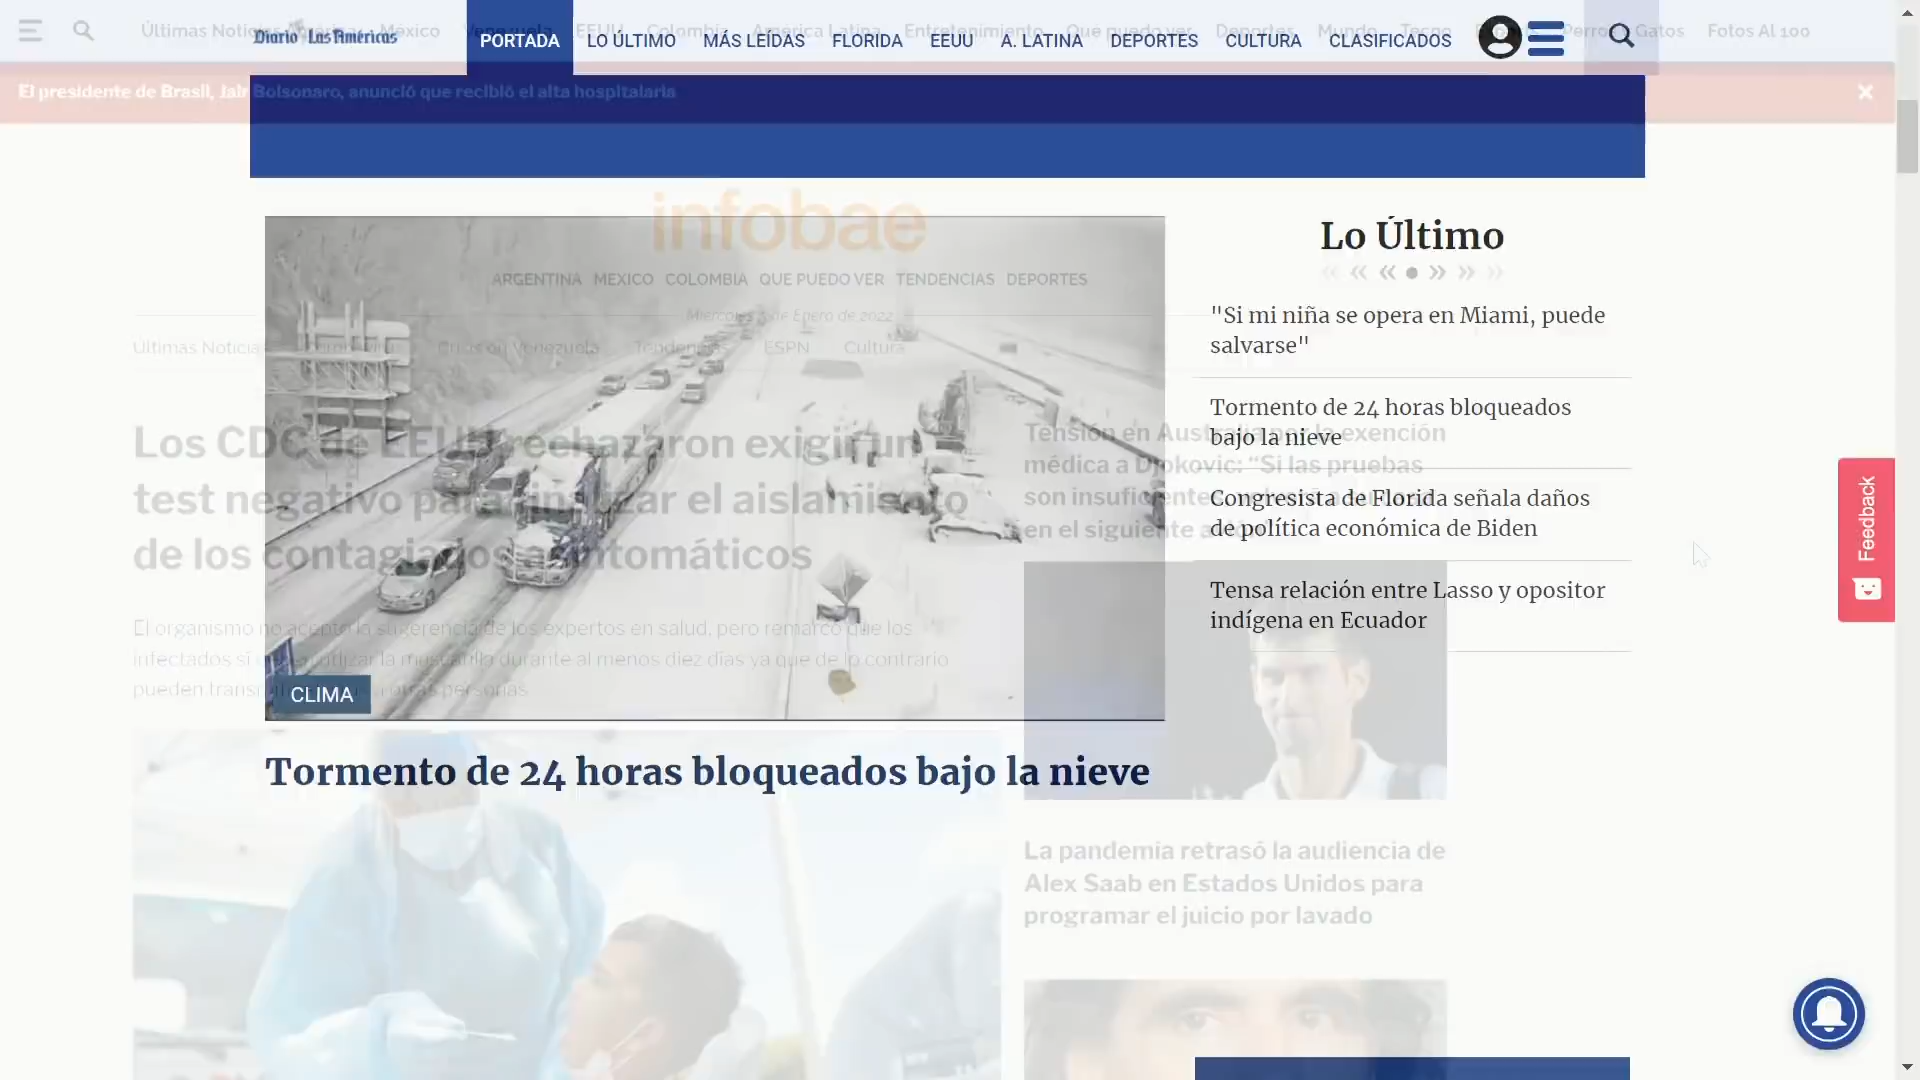 Diario Las Américas
PORTADA LO ÚLTIMO MÁS LEÍDAS FLORIDA EEUU A. LATINA DEPORTES CULTURA CLASIFICADOS
Últimas Noticias América México Venezuela EEUU Colombia América Latina Entretenimiento Qué puedo ver Deportes Mundo Tecno Perros Gatos Fotos Al 100
El presidente de Brasil, Jair Bolsonaro, anunció que recibió el alta hospitalaria
infobae
ARGENTINA MEXICO COLOMBIA QUE PUEDO VER TENDENCIAS DEPORTES
de Enero de 2022
Últimas Noticias Crisis en Venezuela Tendencias ESPN Cultura
Los CDC de EEUU rechazaron exigir un
test negativo para finalizar el aislamiento
de los contagiados asintomáticos
El organismo no aceptó la sugerencia de los expertos en salud, pero remarcó que los
infectados sí deben utilizar la mascarilla durante al menos diez días ya que de lo contrario
pueden otras personas
CLIMA
Tormento de 24 horas bloqueados bajo la nieve
Lo Último
"Si mi niña se opera en Miami, puede
salvarse"
Tormento de 24 horas bloqueados
bajo la nieve
Congresista de Florida señala daños
de política económica de Biden
Tensa relación entre Lasso y opositor
indígena en Ecuador
Tensión en Australia por la exención
médica a Djokovic: “Si las pruebas
son insuficientes
en el siguiente avión
La pandemia retrasó la audiencia de
Alex Saab en Estados Unidos para
programar el juicio por lavado
Feedback